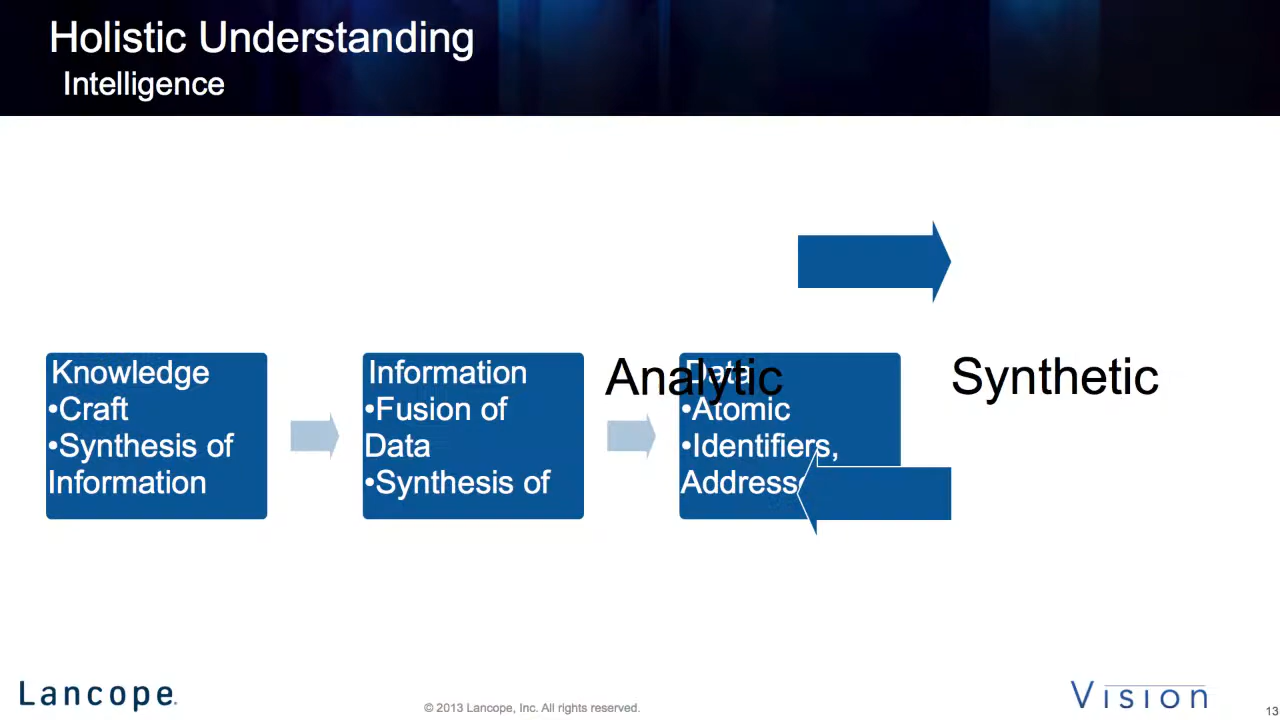 Holistic Understanding
Intelligence
Knowledge
•Craft
•Synthesis of
Information
Information
•Fusion of
Data
•Synthesis of
Data
•Atomic
•Identifiers,
Analytic
Synthetic
Lancope
© 2013 Lancope, Inc. All rights reserved.
Vision
13